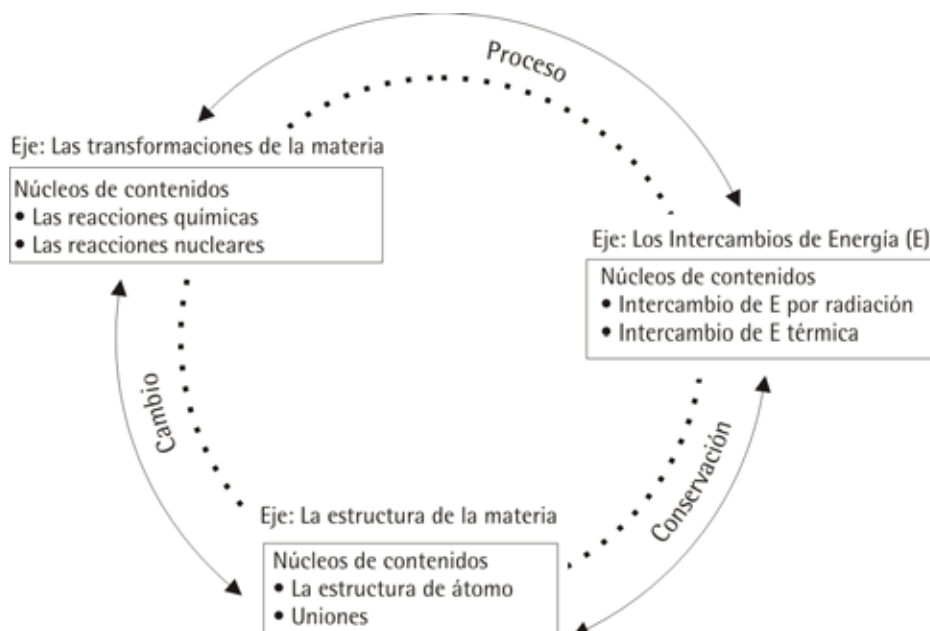 Proceso
Eje: Las transformaciones de la materia
Núcleos de contenidos
• Las reacciones químicas
• Las reacciones nucleares
Eje: Los Intercambios de Energía (E)
Núcleos de contenidos
• Intercambio de E por radiación
• Intercambio de E térmica
Cambio
Conservación
Eje: La estructura de la materia
Núcleos de contenidos
• La estructura de átomo
• Uniones